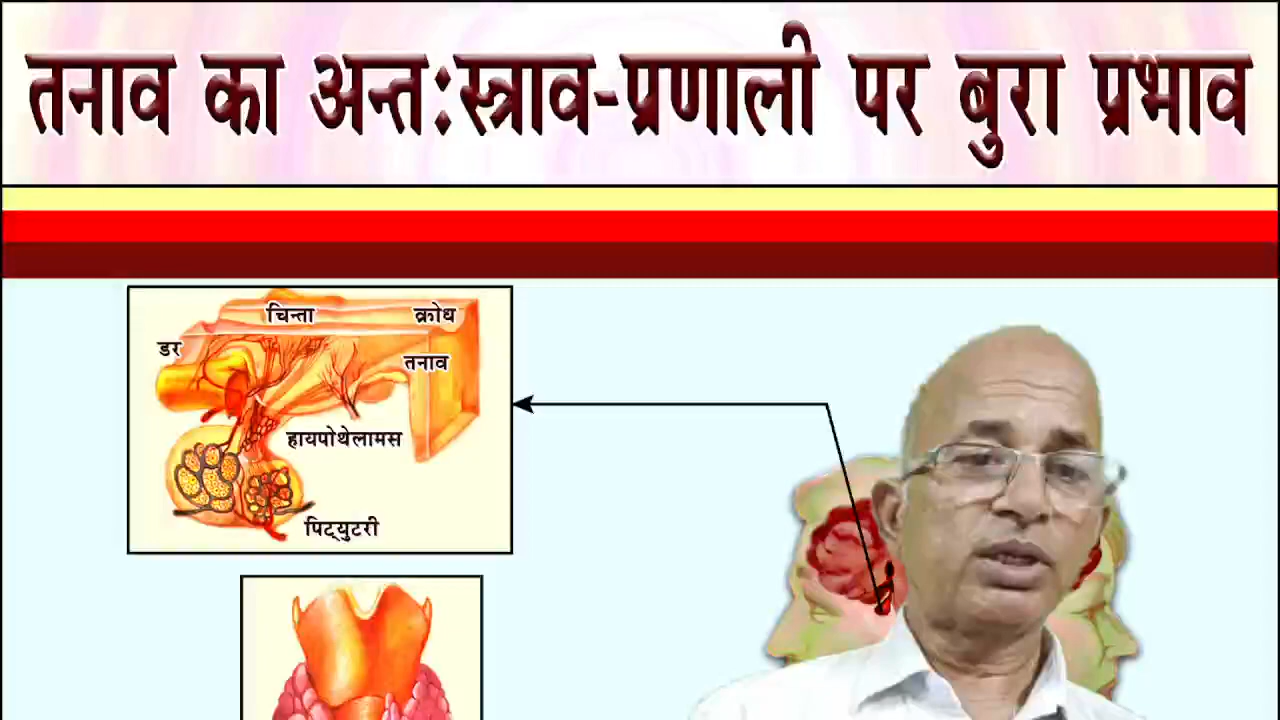 तनाव का अन्त:स्त्राव-प्रणाली पर बुरा प्रभाव
चिन्ता क्रोध
डर
तनाव
हायपोथेलामस
पिट्युटरी